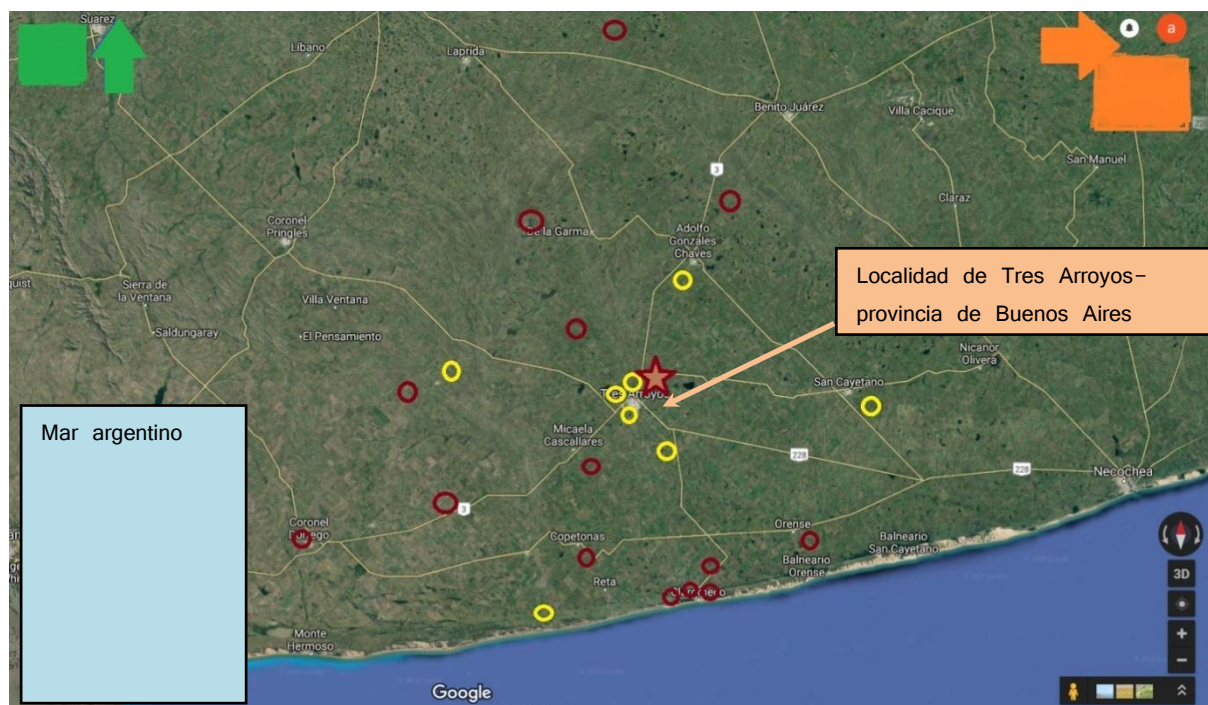 Suarez
Libano
Laprida
a
Benito Juárez
Villa Cacique
San Manuel
3
Claraz
Coronel
Pringles
De la Garma
Adolfo
Gonzales
Chaves
Localidad de Tres Arroyos–
provincia de Buenos Aires
quist
Sierra de
la Ventana
Villa Ventana
Saldungaray
El Pensamiento
Nicanor
Olivera
San Cayetano
Tres Arroyos
Mar argentino
Micaela
Cascallares
228
228
Necochea
3
Coronel
Dorrego
Copetonas
Orense
Balneario
San Cayetano
Balneario
Orense
Reta
Claromeco
3D
Monte
Hermoso
Google